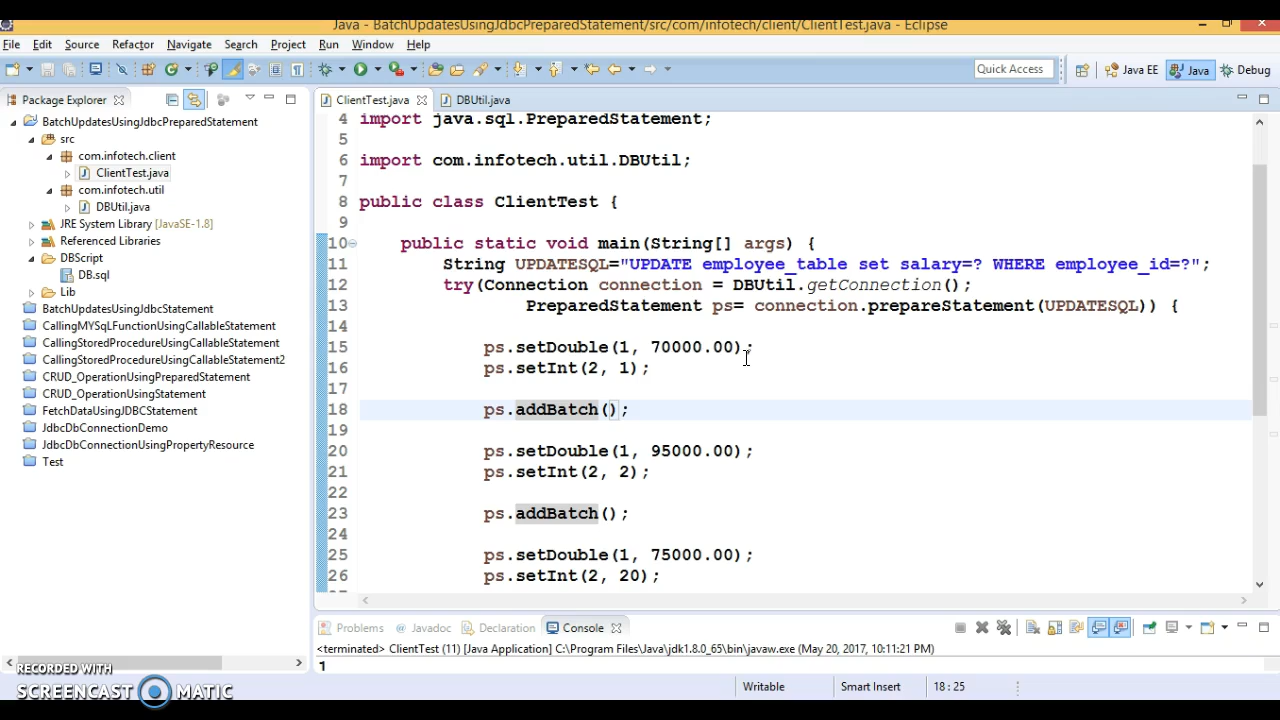 Java - BatchUpdatesUsingJdbcPreparedStatement/src/com/infotech/client/ClientTest.java - Eclipse
File Edit Source Refactor Navigate Search Project Run Window Help
Quick Access Java EE Java Debug
Package Explorer
BatchUpdatesUsingJdbcPreparedStatement
src
com.infotech.client
ClientTest.java
com.infotech.util
DBUtil.java
JRE System Library [JavaSE-1.8]
Referenced Libraries
DBScript
DB.sql
Lib
BatchUpdatesUsingJDBCStatement
CallingMYSqLFunctionUsingCallableStatement
CallingStoredProcedureUsingCallableStatement
CallingStoredProcedureUsingCallableStatement2
CRUD_OperationUsingPreparedStatement
CRUD_OperationUsingStatement
FetchDataUsingJDBCStatement
JdbcDbConnectionDemo
JdbcDbConnectionUsingPropertyResource
Test
ClientTest.java DBUtil.java
4 import java.sql.PreparedStatement;
5
6 import com.infotech.util.DBUtil;
7
8 public class ClientTest {
9
10 public static void main(String[] args) {
11 String UPDATESQL="UPDATE employee_table set salary=? WHERE employee_id=?";
12 try(Connection connection = DBUtil.getConnection();
13 PreparedStatement ps= connection.prepareStatement(UPDATESQL)) {
14
15 ps.setDouble(1, 70000.00);
16 ps.setInt(2, 1);
17
18 ps.addBatch();
19
20 ps.setDouble(1, 95000.00);
21 ps.setInt(2, 2);
22
23 ps.addBatch();
24
25 ps.setDouble(1, 75000.00);
26 ps.setInt(2, 20);
Problems Javadoc Declaration Console
<terminated> ClientTest (11) [Java Application] C:\Program Files\Java\jdk1.8.0_65\bin\javaw.exe (May 20, 2017, 10:11:21 PM)
1
Writable Smart Insert 18 : 25
RECORDED WITH
SCREENCAST MATIC